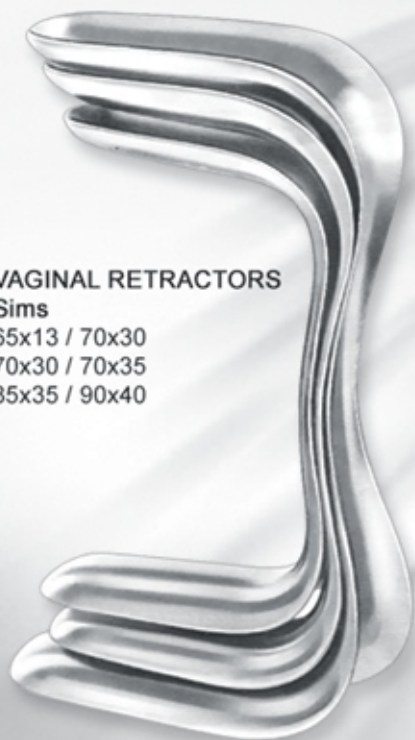 VAGINAL RETRACTORS
Sims
65x13 / 70x30
70x30 / 70x35
85x35 / 90x40